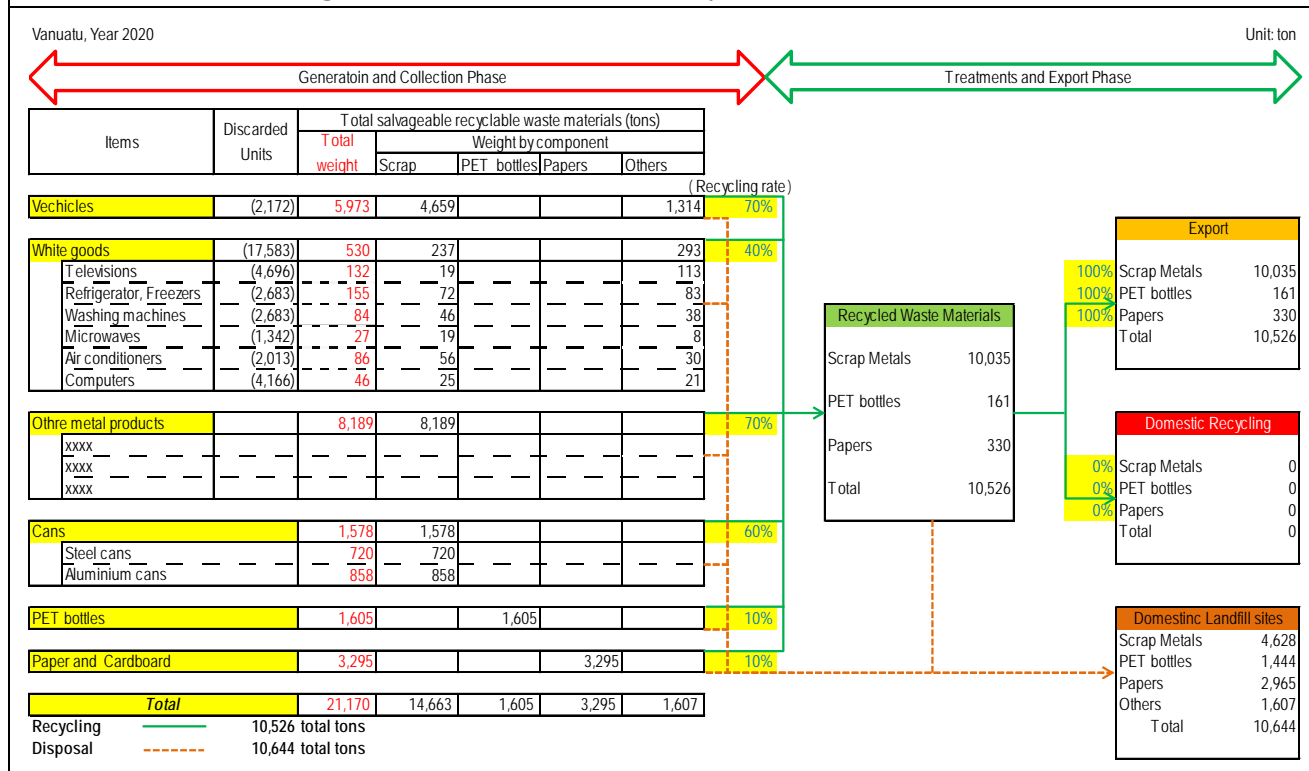 Vanuatu, Year 2020 Unit: ton
Generatoin and Collection Phase Treatments and Export Phase
Items Discarded Units Total salvageable recyclable waste materials (tons)
Total weight Weight by component
Scrap PET bottles Papers Others
(Recycling rate)
Vechicles (2,172) 5,973 4,659 1,314 70%
White goods (17,583) 530 237 293 40%
Televisions (4,696) 132 19 113
Refrigerator, Freezers (2,683) 155 72 83
Washing machines (2,683) 84 46 38
Microwaves (1,342) 27 19 8
Air conditioners (2,013) 86 56 30
Computers (4,166) 46 25 21
Othre metal products 8,189 8,189 70%
xxxx
xxxx
xxxx
Cans 1,578 1,578 60%
Steel cans 720 720
Aluminium cans 858 858
PET bottles 1,605 1,605 10%
Paper and Cardboard 3,295 3,295 10%
Total 21,170 14,663 1,605 3,295 1,607
Recycling 10,526 total tons
Disposal 10,644 total tons
Recycled Waste Materials
Scrap Metals 10,035
PET bottles 161
Papers 330
Total 10,526
Export
100% Scrap Metals 10,035
100% PET bottles 161
100% Papers 330
Total 10,526
Domestic Recycling
0% Scrap Metals 0
0% PET bottles 0
0% Papers 0
Total 0
Domestinc Landfill sites
Scrap Metals 4,628
PET bottles 1,444
Papers 2,965
Others 1,607
Total 10,644